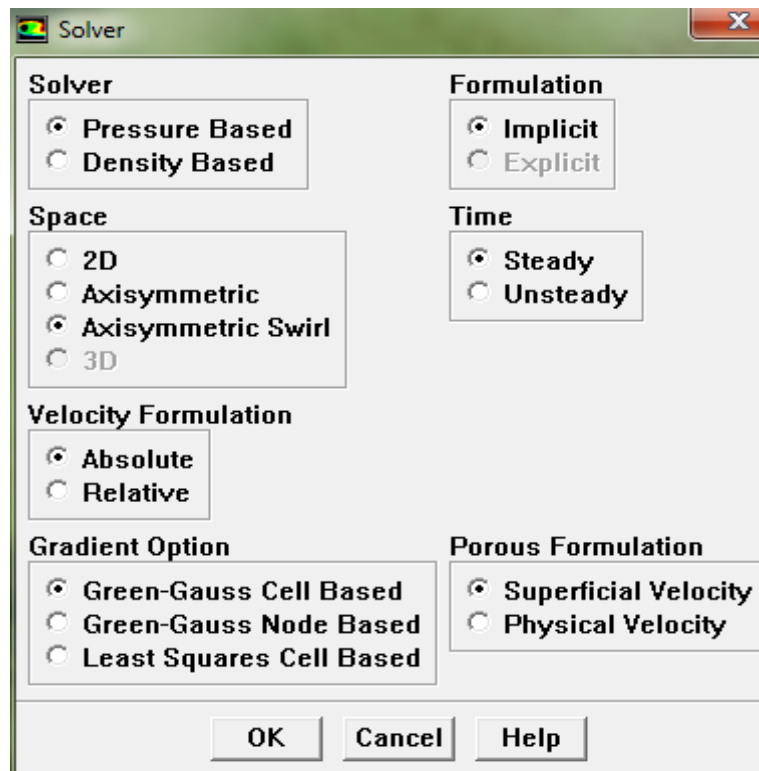 Solver
Solver
Pressure Based
Density Based
Formulation
Implicit
Explicit
Space
2D
Axisymmetric
Axisymmetric Swirl
3D
Time
Steady
Unsteady
Velocity Formulation
Absolute
Relative
Gradient Option
Green-Gauss Cell Based
Green-Gauss Node Based
Least Squares Cell Based
Porous Formulation
Superficial Velocity
Physical Velocity
OK Cancel Help